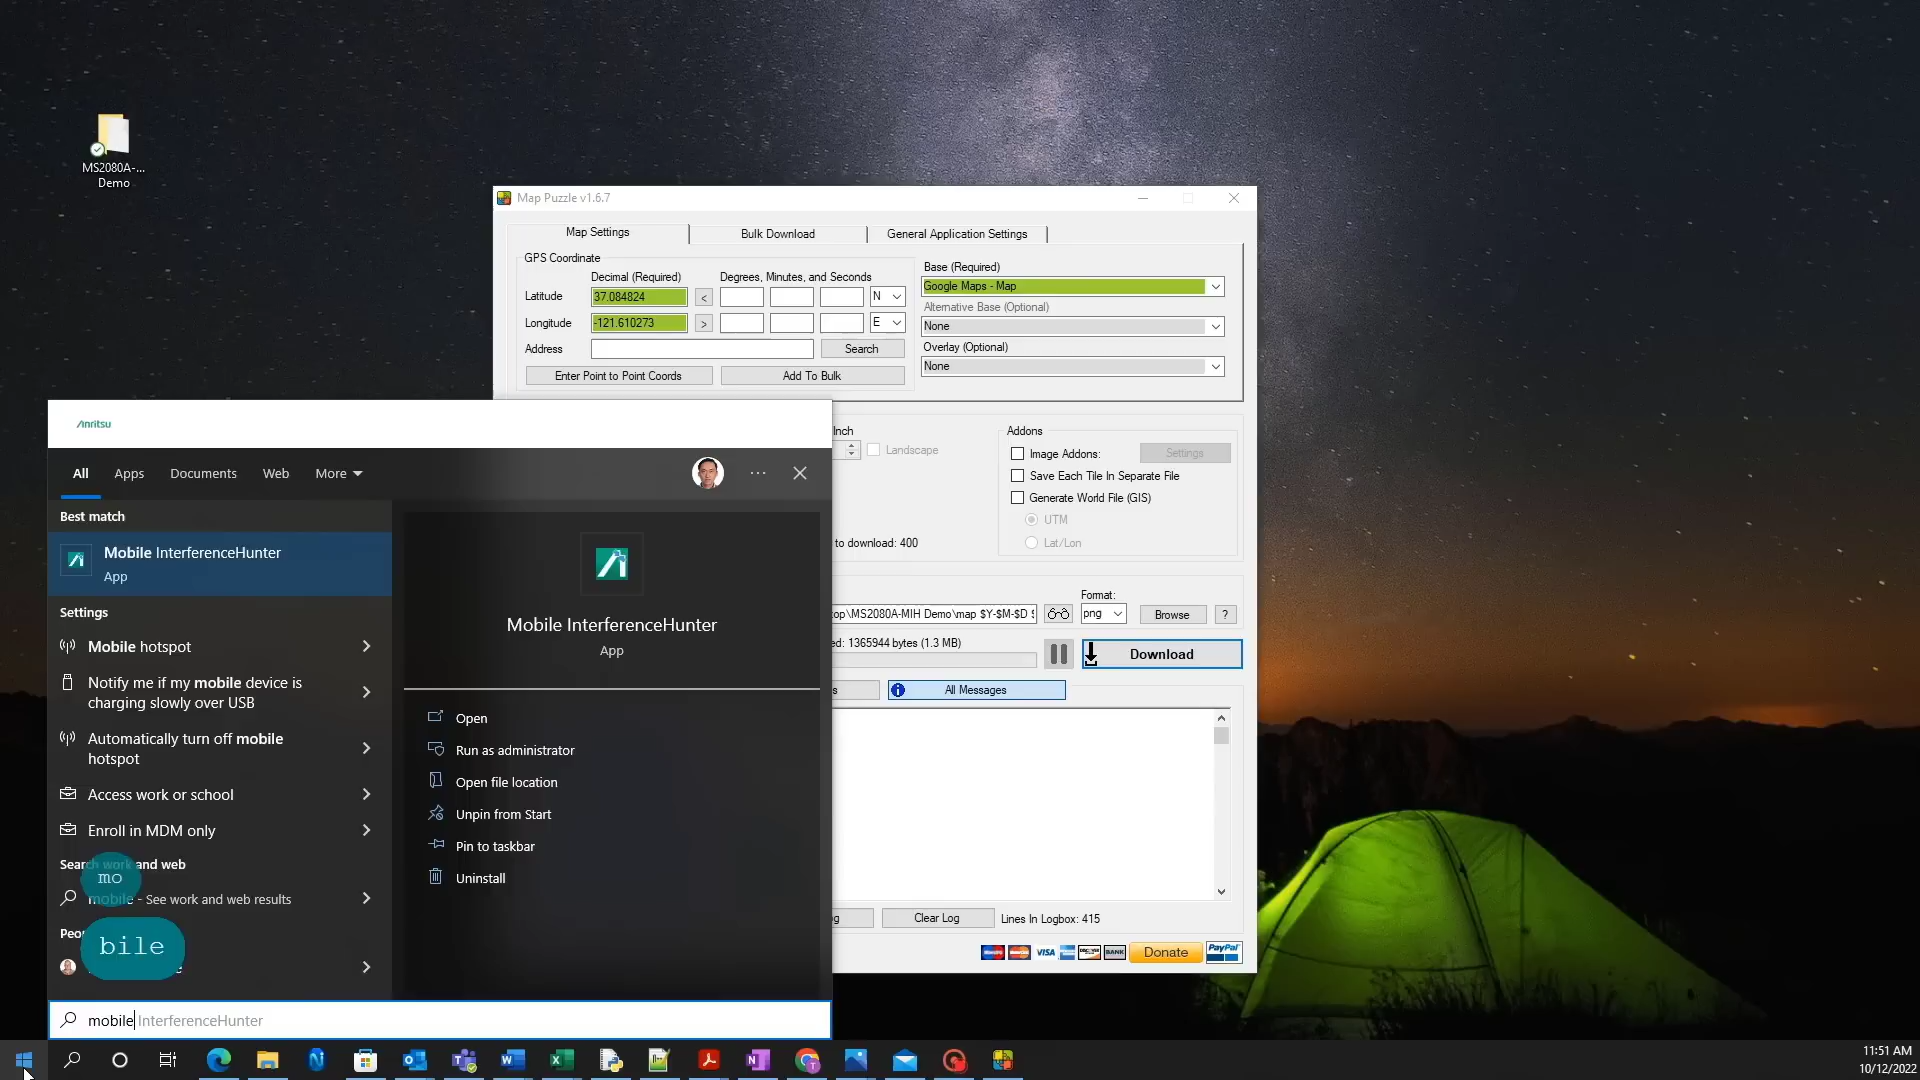 MS2080A-...
Demo
Map Puzzle v1.6.7
Map Settings
Bulk Download
General Application Settings
GPS Coordinate
Decimal (Required)
Degrees, Minutes, and Seconds
Latitude
37.084824
<
N
Longitude
-121.610273
>
E
Address
Search
Enter Point to Point Coords
Add To Bulk
Base (Required)
Google Maps - Map
Alternative Base (Optional)
None
Overlay (Optional)
None
Inch
Landscape
Addons
Image Addons:
Settings
Save Each Tile In Separate File
Generate World File (GIS)
UTM
Lat/Lon
to download: 400
Format:
top\MS2080A-MIH Demo\map $Y-$M-$D $
png
Browse
?
ed: 1365944 bytes (1.3 MB)
Download
s
All Messages
og
Clear Log
Lines In Logbox: 415
VISA
BANK
Donate
PayPal
Anritsu
All
Apps
Documents
Web
More
Best match
Mobile InterferenceHunter
App
Settings
Mobile hotspot
Notify me if my mobile device is
charging slowly over USB
Automatically turn off mobile
hotspot
Access work or school
Enroll in MDM only
Search work and web
mo
mobile - See work and web results
Peo
bile
Mobile InterferenceHunter
App
Open
Run as administrator
Open file location
Unpin from Start
Pin to taskbar
Uninstall
mobile InterferenceHunter
11:51 AM
10/12/2022